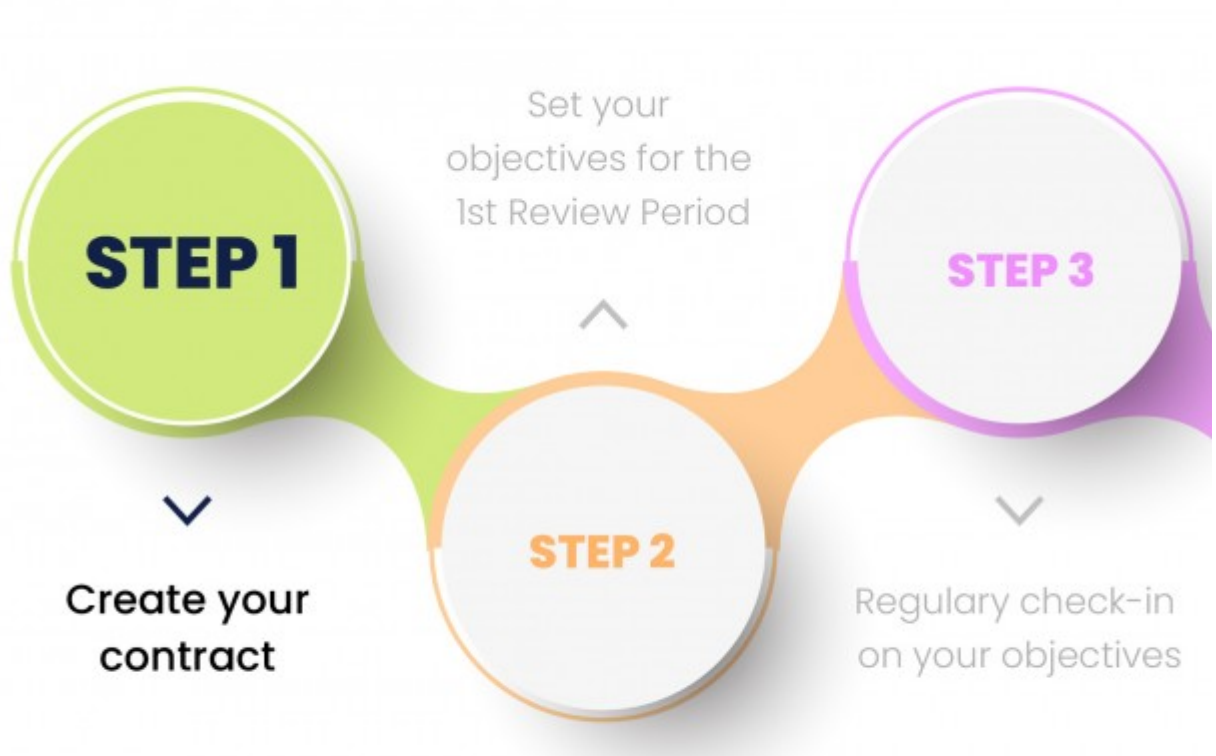 STEP 1
Create your
contract
Set your
objectives for the
1st Review Period
STEP 2
STEP 3
Regulary check-in
on your objectives